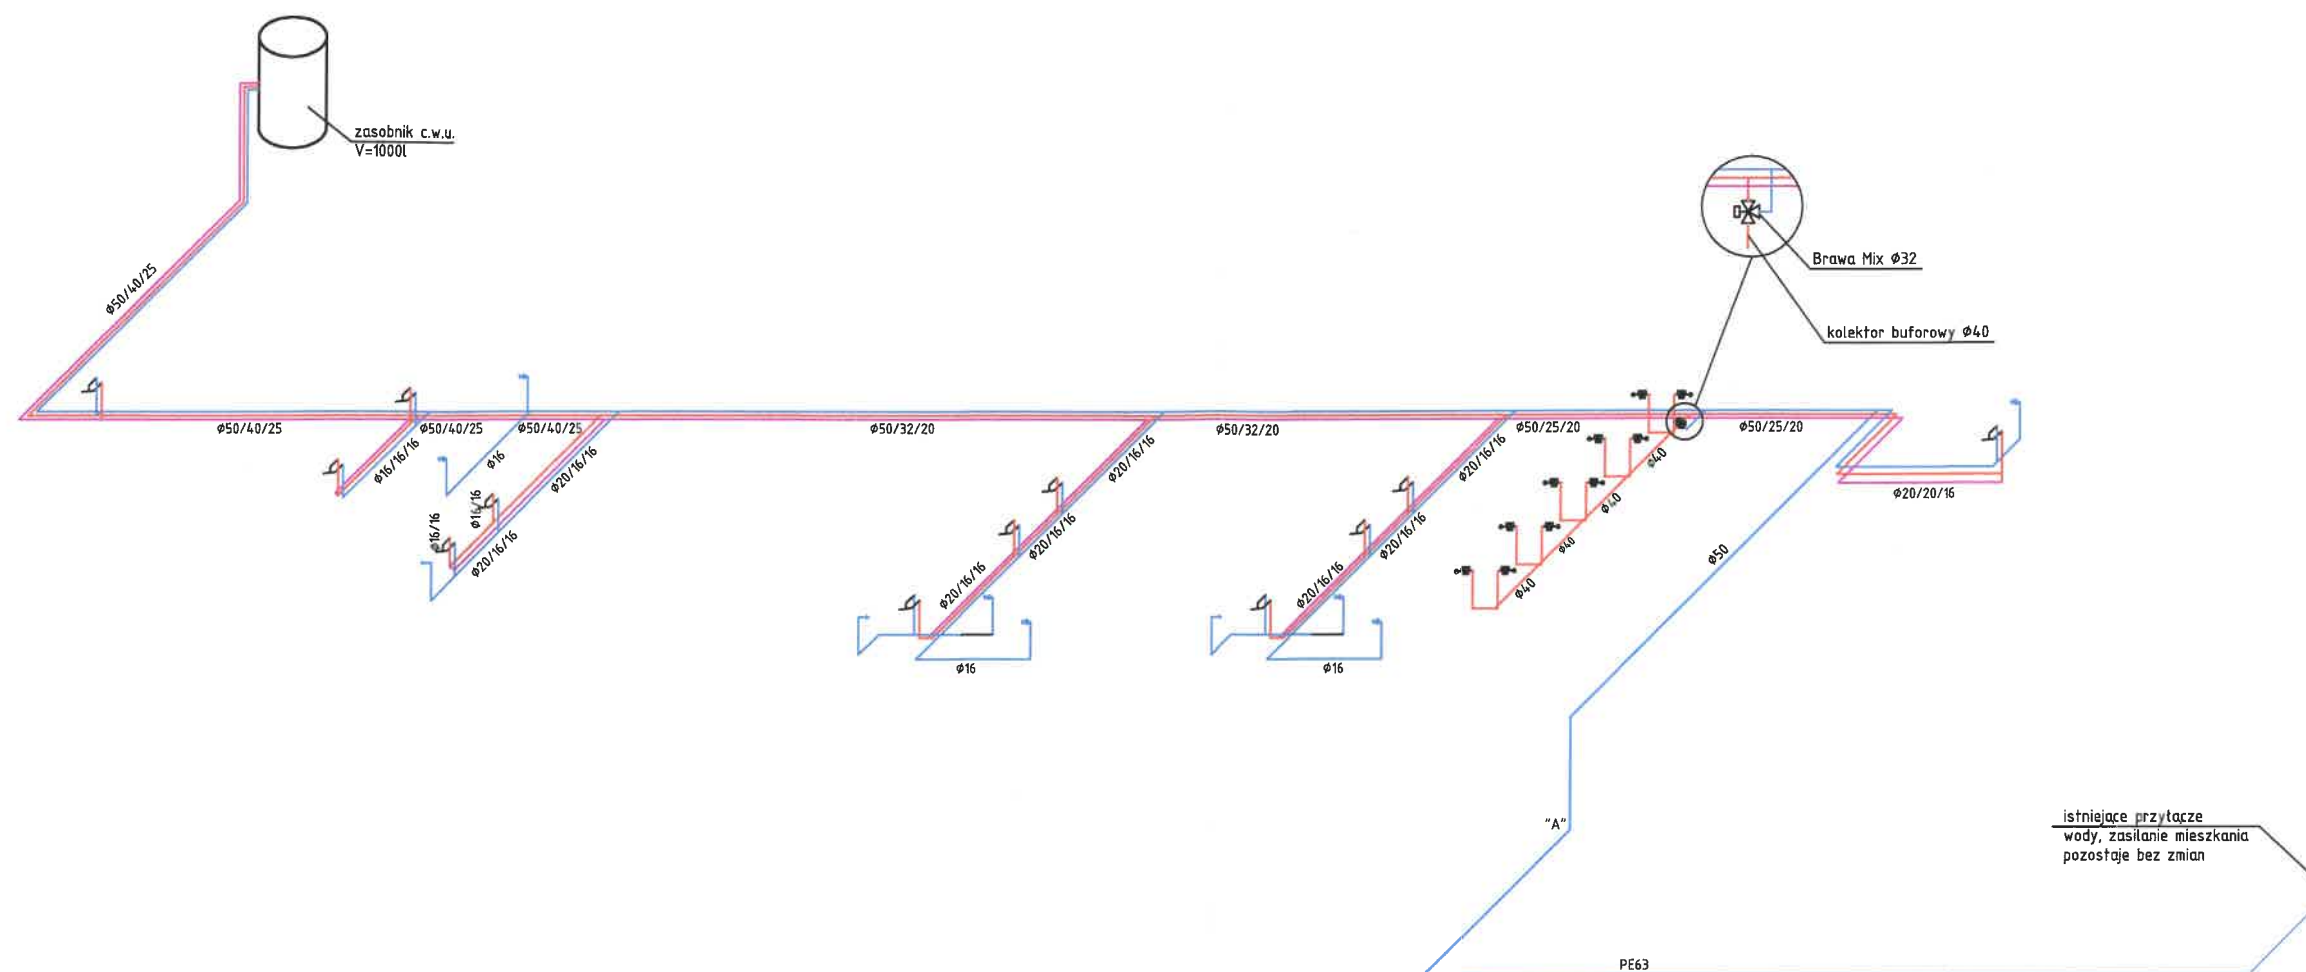 zasobnik c.w.u.
V=1000l
Brawa Mix Ø32
Ø50/40/25
kolektor buforowy Ø40
Ø50/40/25
Ø50/40/25
Ø50/40/25
Ø50/32/20
Ø50/32/20
Ø50/25/20
Ø50/25/20
Ø16/16/16
Ø16
Ø20/16/16
Ø20/16/16
Ø20/16/16
Ø40
Ø20/20/16
Ø16/16
Ø16/16
Ø20/16/16
Ø20/16/16
Ø20/16/16
Ø40
Ø40
Ø50
Ø20/16/16
Ø20/16/16
Ø40
Ø16
Ø16
"A"
istniejące przyłącze
wody, zasilanie mieszkania
pozostaje bez zmian
PE63